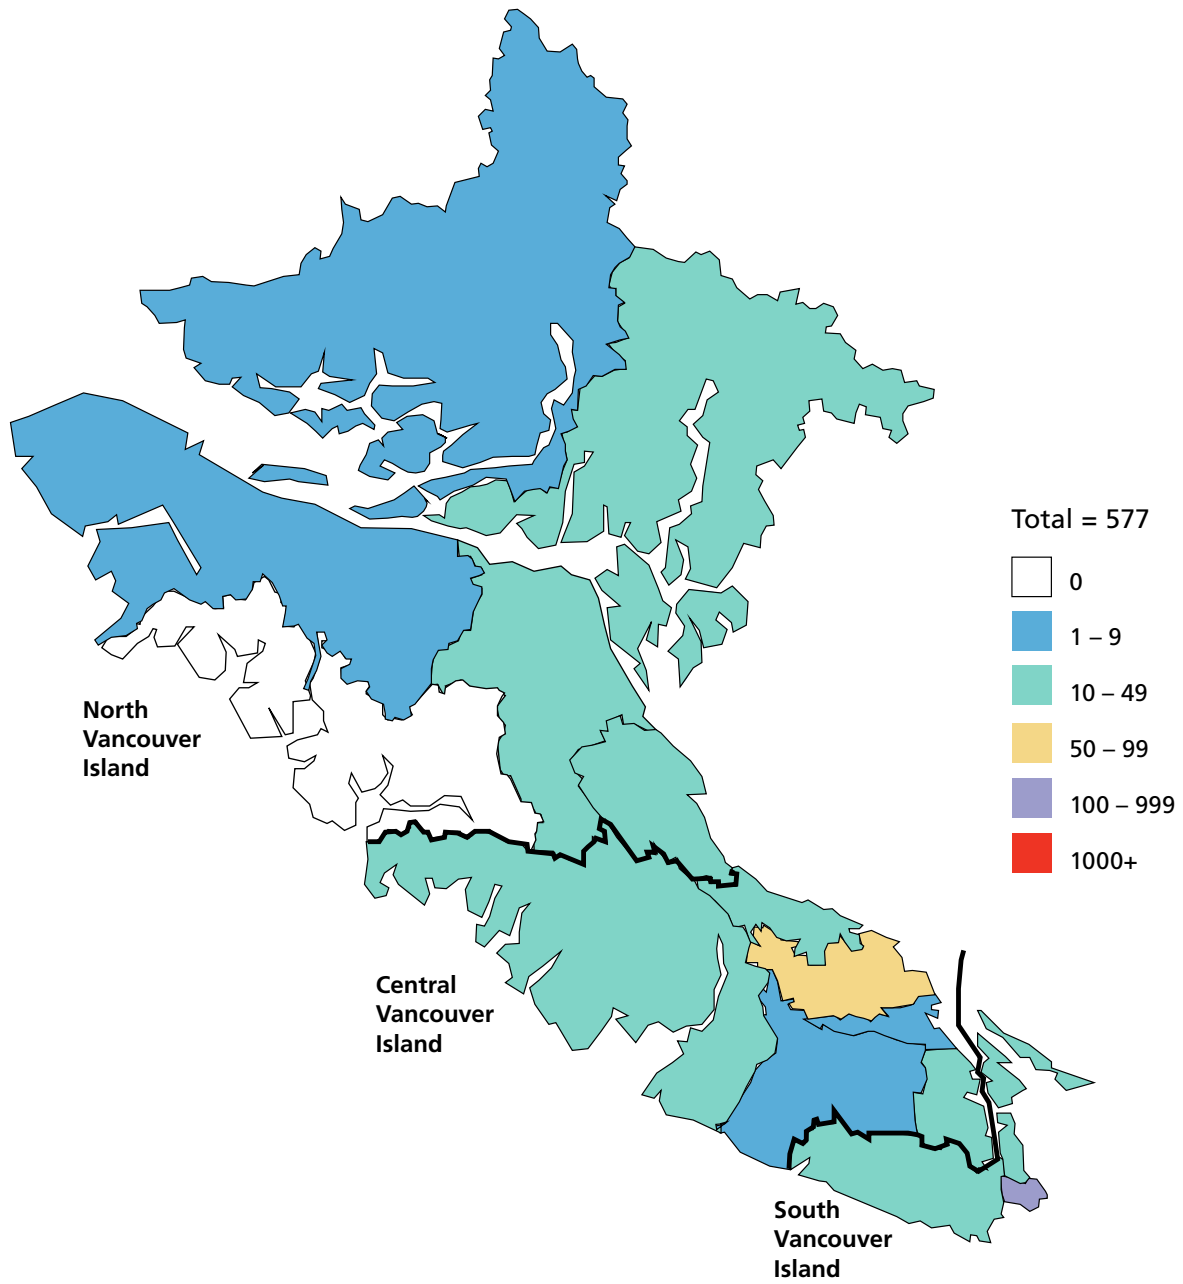 Total = 577
0
1 – 9
10 – 49
50 – 99
100 – 999
1000+
North
Vancouver
Island
Central
Vancouver
Island
South
Vancouver
Island